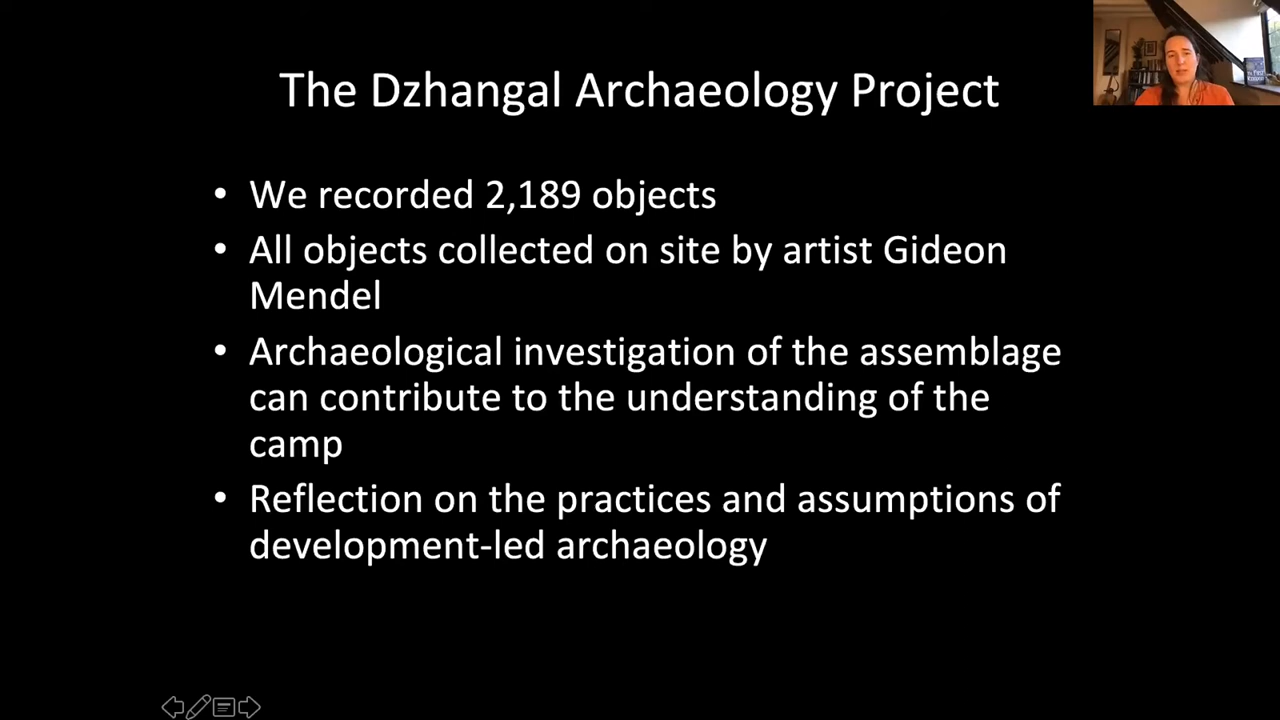 The Dzhangal Archaeology Project
• We recorded 2,189 objects
• All objects collected on site by artist Gideon
Mendel
• Archaeological investigation of the assemblage
can contribute to the understanding of the
camp
• Reflection on the practices and assumptions of
development-led archaeology